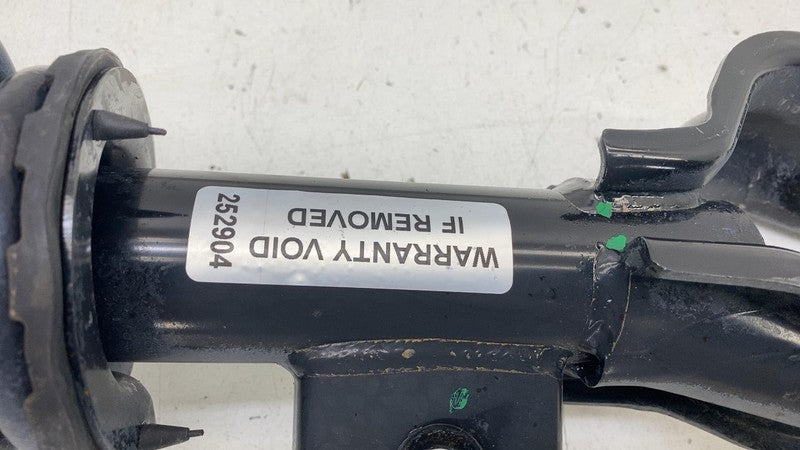 WARRANTY VOID
IF REMOVED
252904